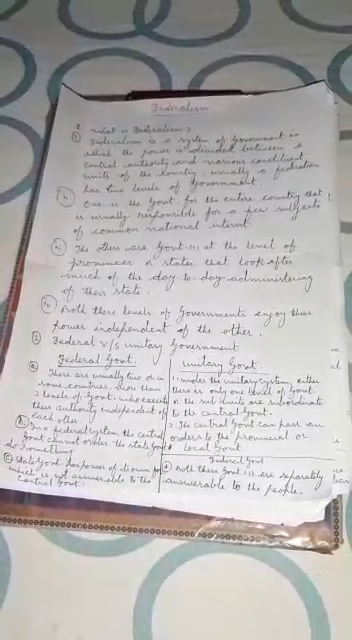 Federalism
1 What is Federalism?
① Federalism is a system of Government in
which the power is divided between a
central authority and various constituent
units of the country. usually a federation
has two levels of government.
One is the Govt. for the entire country that
is usually responsible for a few subjects
of common national interest
The others are Govt. at the level of
provinces or states that look after
much of the day-to-day administering
of their state.
Both these levels of Governments enjoy their
power independent of the other.
② Federal v/s unitary Government
Federal Govt.
ⓐ There are usually two or
some countries. more than
2 levels of Govt. who execute
their authority independent of
each other.
ⓑ In a federal system, the central
Govt cannot order the state Govt
do something
ⓒ State Govt has powers of its own for
which it is not answerable to the
central Govt.
unitary Govt.
1. under the unitary system, either
there is only one level of Govt.
or the sub units are subordinate
to the central Govt.
2. The central Govt can pass on
orders to the provincial or
local Govt
Federal Govt
ⓓ Both these Govt are separately
answerable to the people.